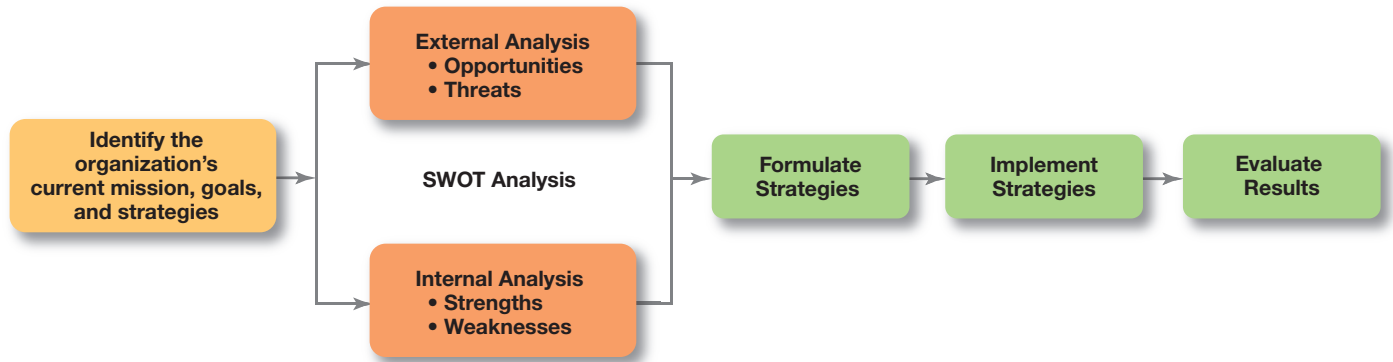 Identify the
organization’s
current mission, goals,
and strategies
External Analysis
• Opportunities
• Threats
SWOT Analysis
Internal Analysis
• Strengths
• Weaknesses
Formulate
Strategies
Implement
Strategies
Evaluate
Results